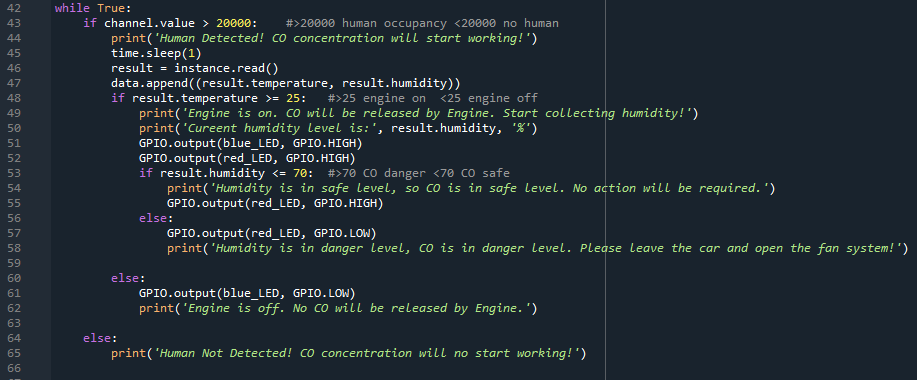 42 while True:
43     if channel.value > 20000:    #>20000 human occupancy <20000 no human
44         print('Human Detected! CO concentration will start working!')
45         time.sleep(1)
46         result = instance.read()
47         data.append((result.temperature, result.humidity))
48         if result.temperature >= 25:   #>25 engine on  <25 engine off
49             print('Engine is on. CO will be released by Engine. Start collecting humidity!')
50             print('Cureent humidity level is:', result.humidity, '%')
51             GPIO.output(blue_LED, GPIO.HIGH)
52             GPIO.output(red_LED, GPIO.HIGH)
53             if result.humidity <= 70:  #>70 CO danger <70 CO safe
54                 print('Humidity is in safe level, so CO is in safe level. No action will be required.')
55                 GPIO.output(red_LED, GPIO.HIGH)
56             else:
57                 GPIO.output(red_LED, GPIO.LOW)
58                 print('Humidity is in danger level, CO is in danger level. Please leave the car and open the fan system!')
59
60         else:
61             GPIO.output(blue_LED, GPIO.LOW)
62             print('Engine is off. No CO will be released by Engine.')
63
64     else:
65         print('Human Not Detected! CO concentration will no start working!')
66